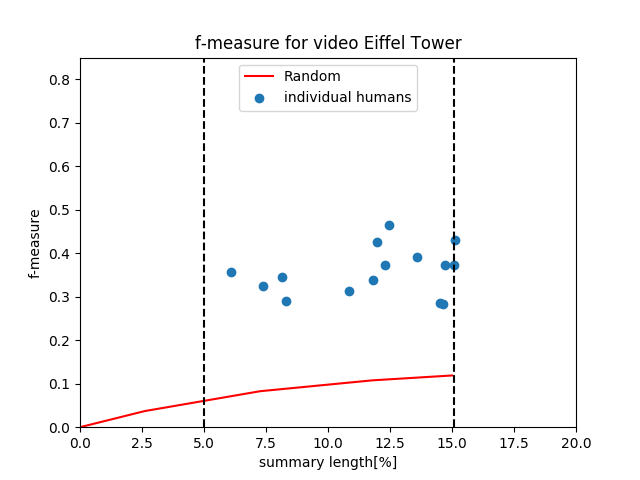 f-measure for video Eiffel Tower
Random
individual humans
f-measure
0.8
0.7
0.6
0.5
0.4
0.3
0.2
0.1
0.0
0.0 2.5 5.0 7.5 10.0 12.5 15.0 17.5 20.0
summary length[%]